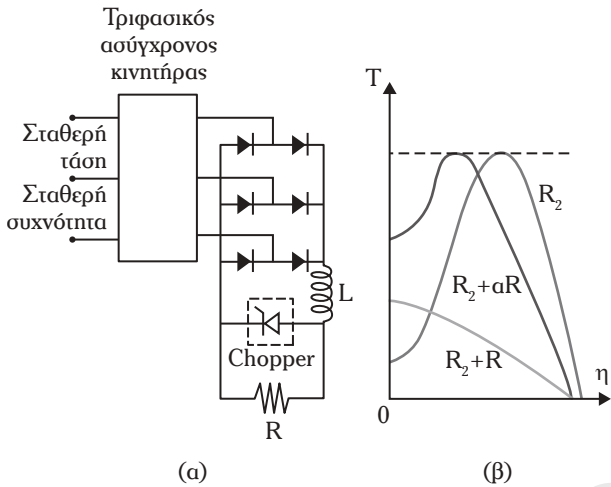 Τριφασικός
ασύγχρονος
κινητήρας
Σταθερή
τάση
Σταθερή
συχνότητα
L
Chopper
R
(α)
T
R₂
R₂+αR
R₂+R
0
η
(β)